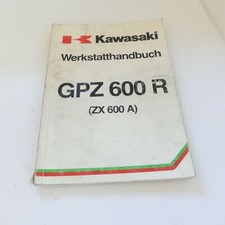 Kawasaki
Werkstatthandbuch
GPZ 600 R
(ZX 600 A)